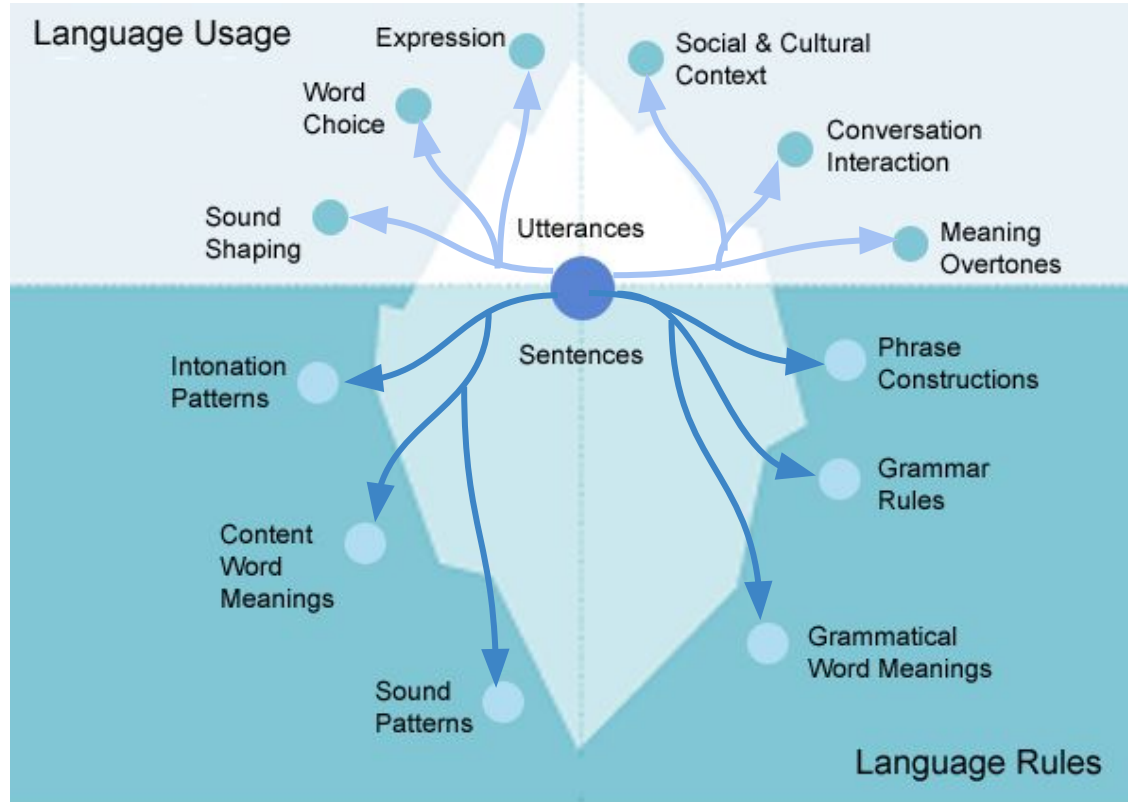 Language Usage
Expression
Social & Cultural
Context
Word
Choice
Conversation
Interaction
Sound
Shaping
Utterances
Meaning
Overtones
Sentences
Intonation
Patterns
Phrase
Constructions
Grammar
Rules
Content
Word
Meanings
Grammatical
Word Meanings
Sound
Patterns
Language Rules